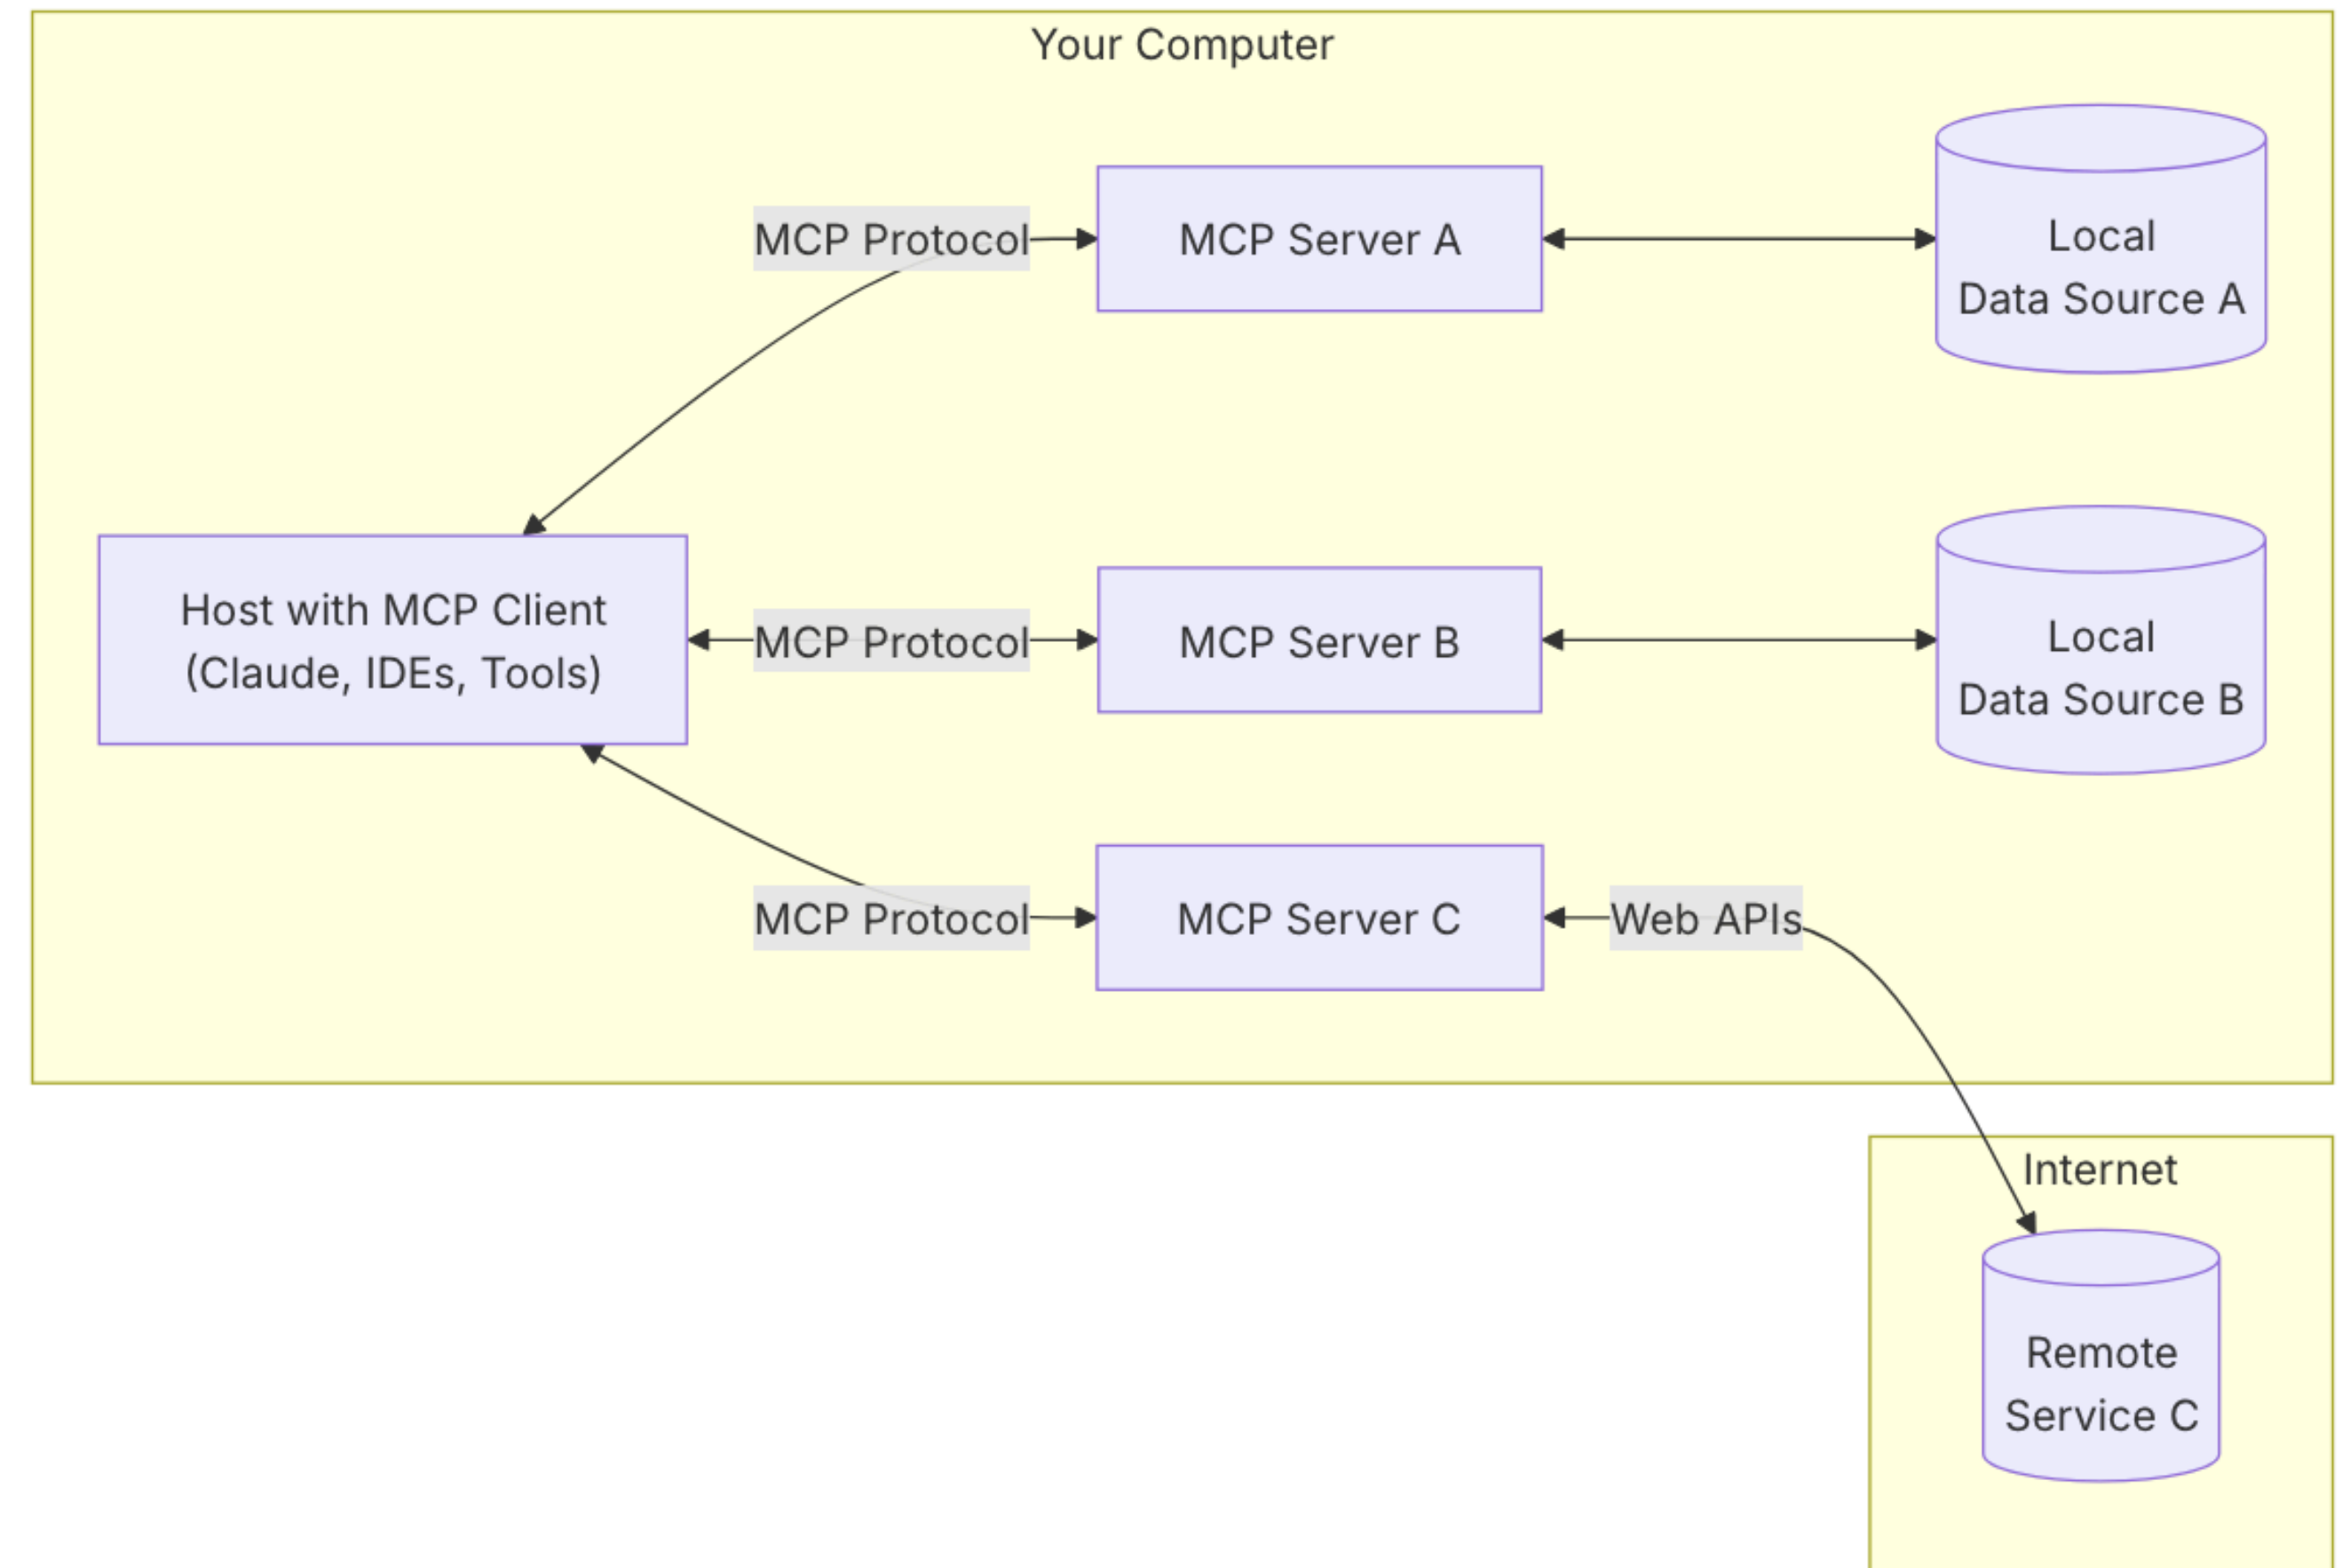 Your Computer
MCP Protocol
MCP Server A
Local
Data Source A
Host with MCP Client
(Claude, IDEs, Tools)
MCP Protocol
MCP Server B
Local
Data Source B
MCP Protocol
MCP Server C
Web APIs
Internet
Remote
Service C